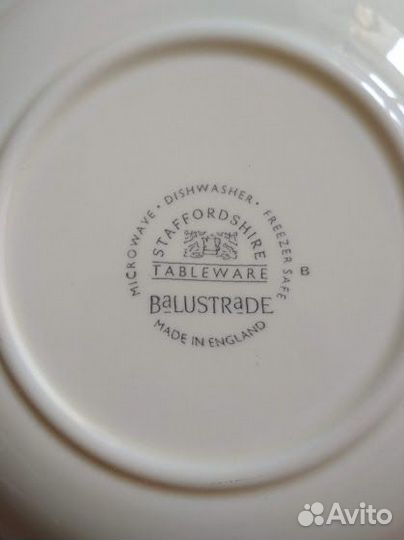 MICROWAVE · DISHWASHER · FREEZER SAFE
STAFFORDSHIRE
TABLEWARE
B
BaLUSTRaDE
MADE IN ENGLAND
Avito